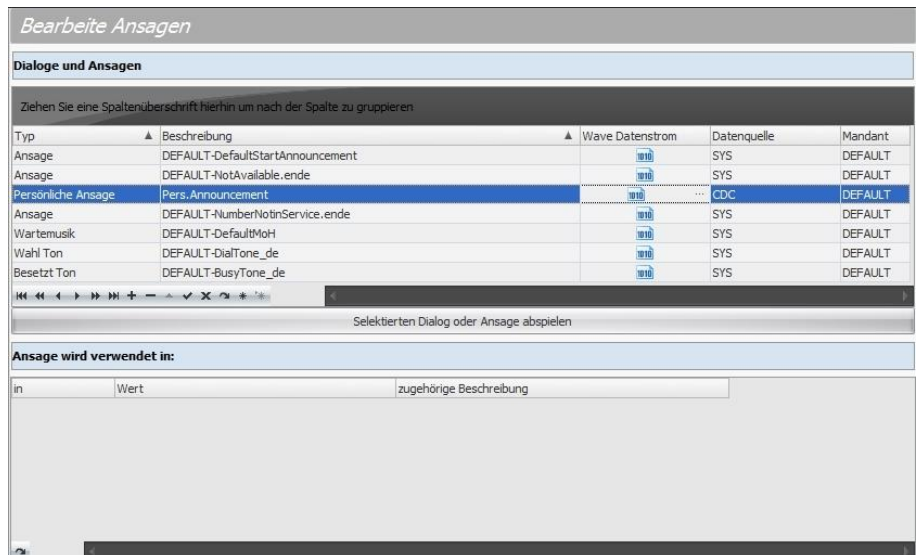 Bearbeite Ansagen
Dialoge und Ansagen
Ziehen Sie eine Spaltenüberschrift hierhin um nach der Spalte zu gruppieren
Typ Beschreibung Wave Datenstrom Datenquelle Mandant
Ansage DEFAULT-DefaultStartAnnouncement SYS DEFAULT
Ansage DEFAULT-NotAvailable.ende SYS DEFAULT
Persönliche Ansage Pers.Announcement ... CDC DEFAULT
Ansage DEFAULT-NumberNotinService.ende SYS DEFAULT
Wartemusik DEFAULT-DefaultMoH SYS DEFAULT
Wahl Ton DEFAULT-DialTone_de SYS DEFAULT
Besetzt Ton DEFAULT-BusyTone_de SYS DEFAULT
Selektierten Dialog oder Ansage abspielen
Ansage wird verwendet in:
in Wert zugehörige Beschreibung